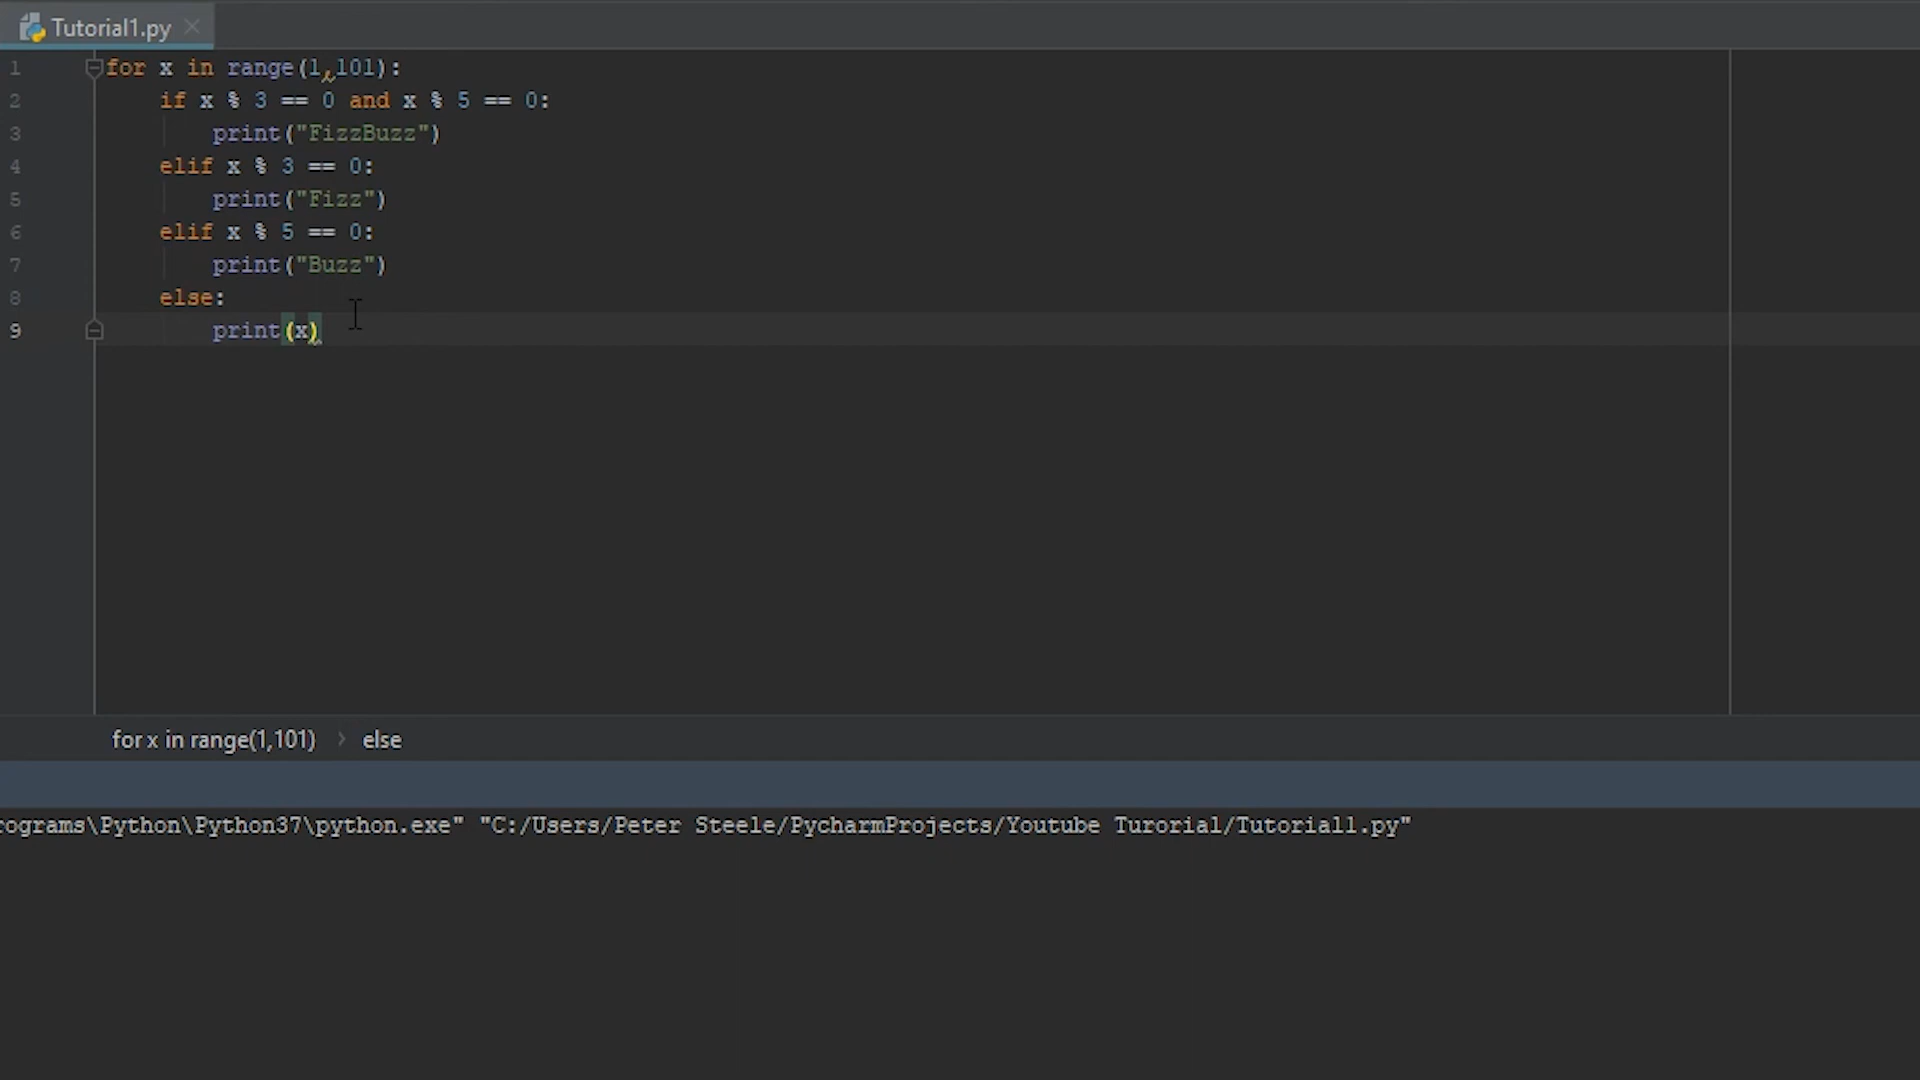 Tutorial1.py
1 for x in range(1,101):
2 if x % 3 == 0 and x % 5 == 0:
3 print("FizzBuzz")
4 elif x % 3 == 0:
5 print("Fizz")
6 elif x % 5 == 0:
7 print("Buzz")
8 else:
9 print(x)
for x in range(1,101) › else
rograms\Python\Python37\python.exe" "C:/Users/Peter Steele/PycharmProjects/Youtube Turorial/Tutorial1.py"